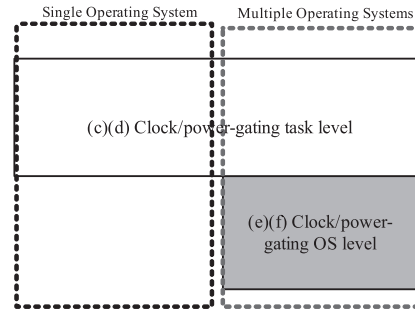 Single Operating System
Multiple Operating Systems
(c)(d) Clock/power-gating task level
(e)(f) Clock/power-
gating OS level